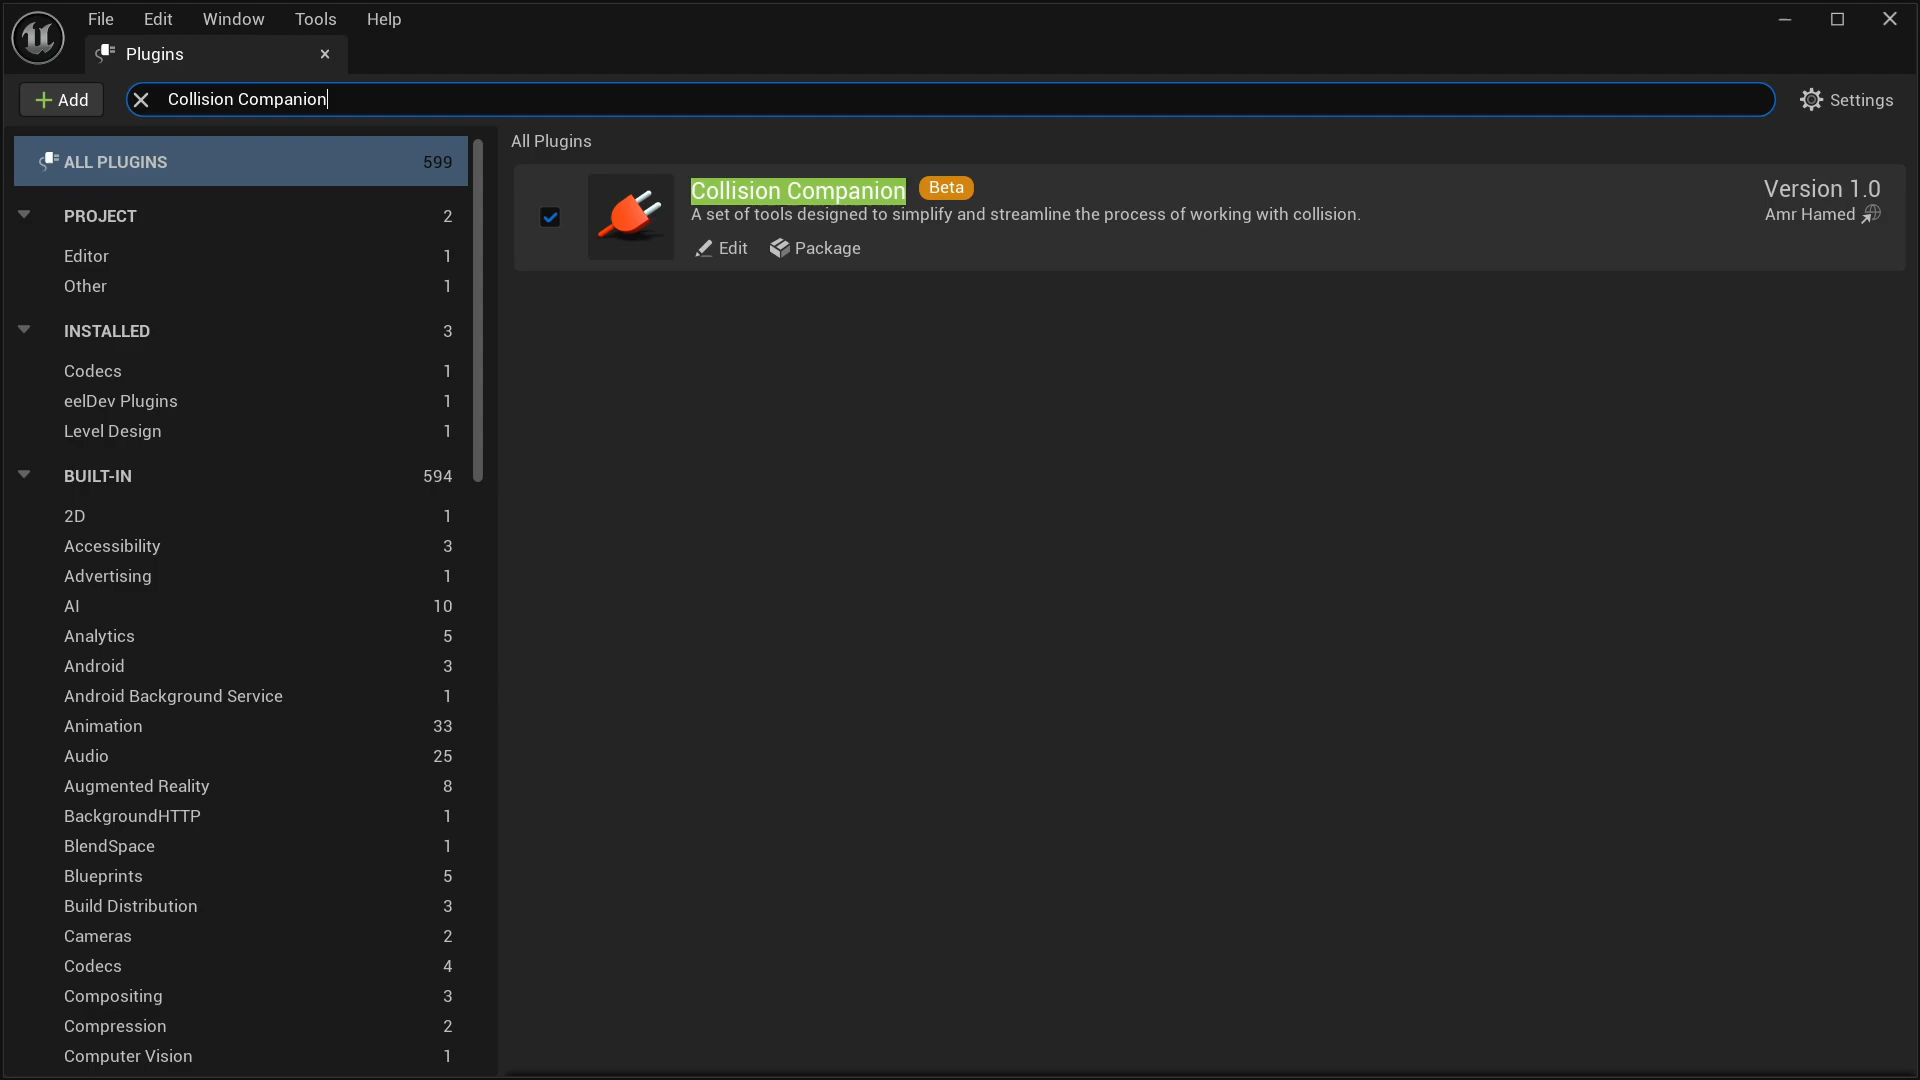 File Edit Window Tools Help
Plugins
Add
Collision Companion
Settings
ALL PLUGINS 599
PROJECT 2
Editor 1
Other 1
INSTALLED 3
Codecs 1
eelDev Plugins 1
Level Design 1
BUILT-IN 594
2D 1
Accessibility 3
Advertising 1
AI 10
Analytics 5
Android 3
Android Background Service 1
Animation 33
Audio 25
Augmented Reality 8
BackgroundHTTP 1
BlendSpace 1
Blueprints 5
Build Distribution 3
Cameras 2
Codecs 4
Compositing 3
Compression 2
Computer Vision 1
All Plugins
Collision Companion Beta
A set of tools designed to simplify and streamline the process of working with collision.
Edit Package
Version 1.0
Amr Hamed